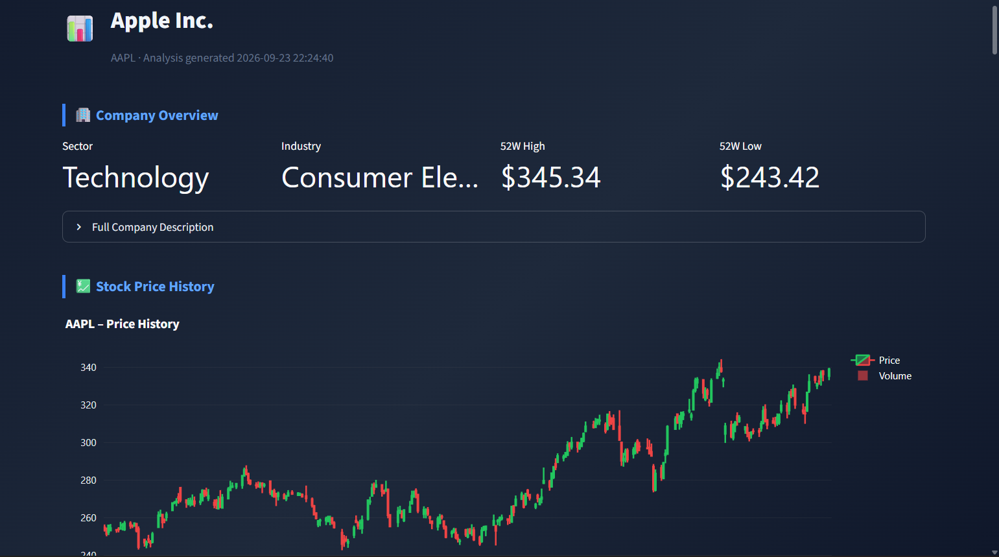 Apple Inc.
AAPL · Analysis generated 2026-09-23 22:24:40
Company Overview
Sector
Technology
Industry
Consumer Ele...
52W High
$345.34
52W Low
$243.42
Full Company Description
Stock Price History
AAPL – Price History
340
320
300
280
260
240
Price
Volume